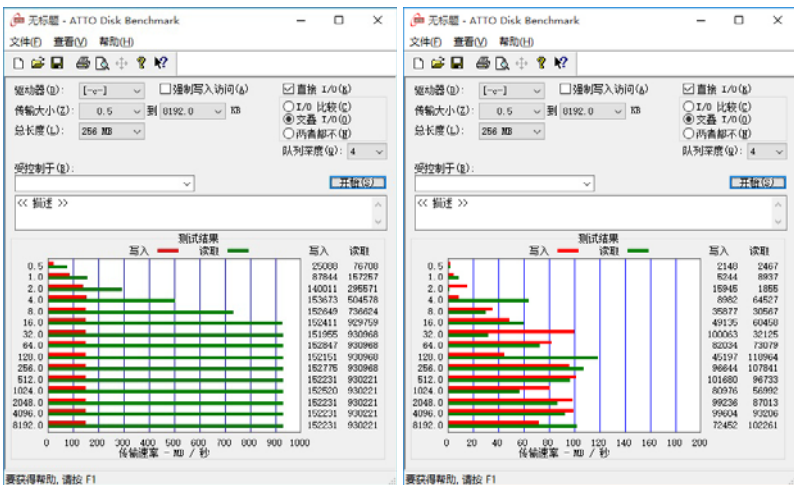 无标题 - ATTO Disk Benchmark
文件(F) 查看(V) 帮助(H)
驱动器(D): [-v-] 强制写入访问(A) 直接 I/O(K)
传输大小(Z): 0.5 到 8192.0 KB I/O 比较(C)
交叠 I/O(O)
总长度(L): 256 MB 两者都不(N)
队列深度(Q): 4
受控制于(B):
开始(S)
<< 描述 >>
测试结果
写入 读取 写入 读取
0.5 25088 76708
1.0 87844 157257
2.0 140011 295571
4.0 153673 504578
8.0 152649 736624
16.0 152411 929759
32.0 151955 930968
64.0 152847 930968
128.0 152151 930960
256.0 152775 930968
512.0 152231 930221
1024.0 152520 930221
2048.0 152231 930221
4096.0 152231 930221
8192.0 152231 930221
0 100 200 300 400 500 600 700 800 900 1000
传输速率 - MB / 秒
要获得帮助, 请按 F1
无标题 - ATTO Disk Benchmark
文件(F) 查看(V) 帮助(H)
驱动器(D): [-v-] 强制写入访问(A) 直接 I/O(K)
传输大小(Z): 0.5 到 8192.0 KB I/O 比较(C)
交叠 I/O(O)
总长度(L): 256 MB 两者都不(N)
队列深度(Q): 4
受控制于(B):
开始(S)
<< 描述 >>
测试结果
写入 读取 写入 读取
0.5 2148 2467
1.0 5244 8937
2.0 15945 1855
4.0 8982 64527
8.0 35877 30567
16.0 49135 60450
32.0 100063 32125
64.0 82034 73079
128.0 45197 118964
256.0 96644 107841
512.0 101680 96733
1024.0 80976 56992
2048.0 99236 87013
4096.0 99604 93206
8192.0 72452 102261
0 20 40 60 80 100 120 140 160 180 200
传输速率 - MB / 秒
要获得帮助, 请按 F1